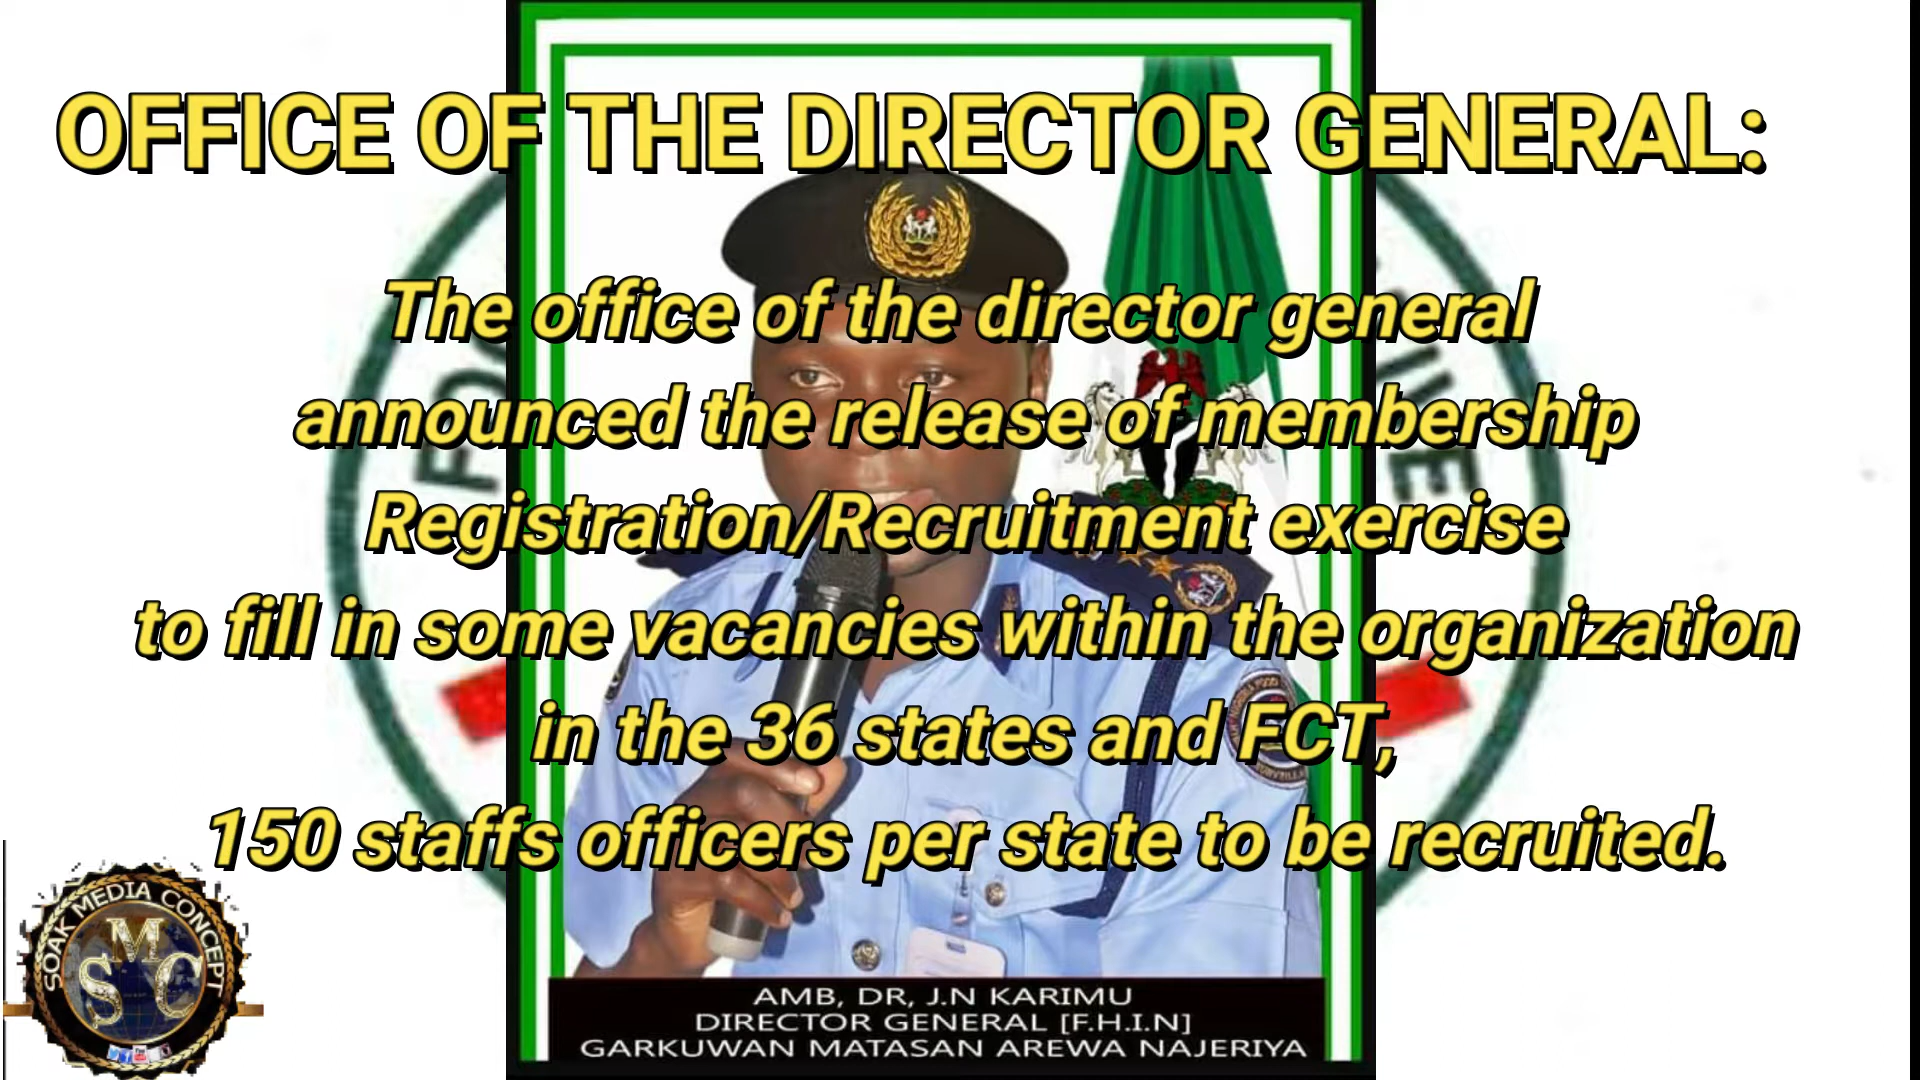 OFFICE OF THE DIRECTOR GENERAL:
The office of the director general
announced the release of membership
Registration/Recruitment exercise
to fill in some vacancies within the organization
in the 36 states and FCT,
150 staffs officers per state to be recruited.
SOAK MEDIA CONCEPT
SMC
AMB, DR, J.N KARIMU
DIRECTOR GENERAL [F.H.I.N]
GARKUWAN MATASAN AREWA NAJERIYA